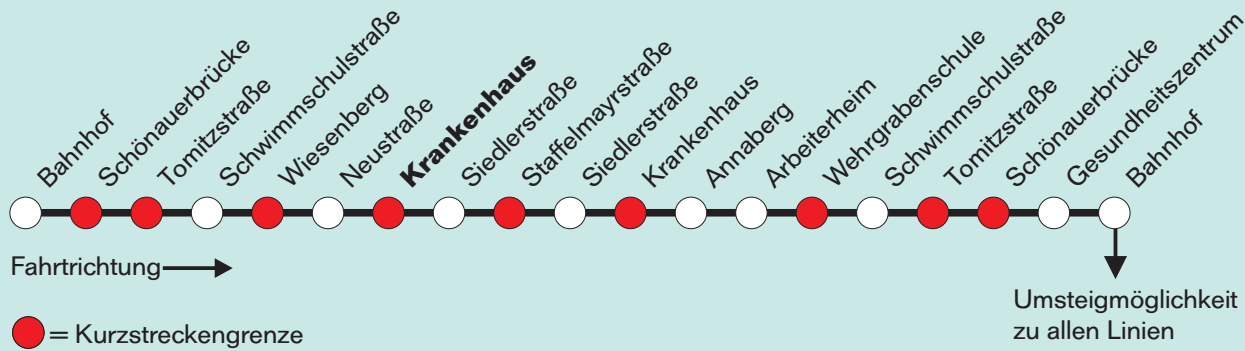 Bahnhof
Schönauerbrücke
Tomitzstraße
Schwimmschulstraße
Wiesenberg
Neustraße
Krankenhaus
Siedlerstraße
Staffelmayrstraße
Siedlerstraße
Krankenhaus
Annaberg
Arbeiterheim
Wehrgrabenschule
Schwimmschulstraße
Tomitzstraße
Schönauerbrücke
Gesundheitszentrum
Bahnhof
Fahrtrichtung
Umsteigmöglichkeit
zu allen Linien
= Kurzstreckengrenze